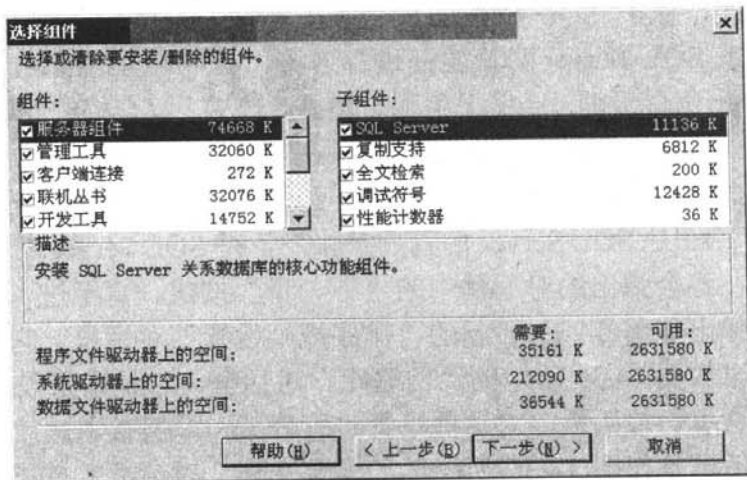 选择组件
选择或清除要安装/删除的组件。
组件： 子组件：
服务器组件 74668 K SQL Server 11136 K
管理工具 32060 K 复制支持 6812 K
客户端连接 272 K 全文检索 200 K
联机丛书 32076 K 调试符号 12428 K
开发工具 14752 K 性能计数器 36 K
描述
安装 SQL Server 关系数据库的核心功能组件。
需要： 可用：
程序文件驱动器上的空间： 35161 K 2631580 K
系统驱动器上的空间： 212090 K 2631580 K
数据文件驱动器上的空间： 36544 K 2631580 K
帮助(H) < 上一步(B) 下一步(N) > 取消